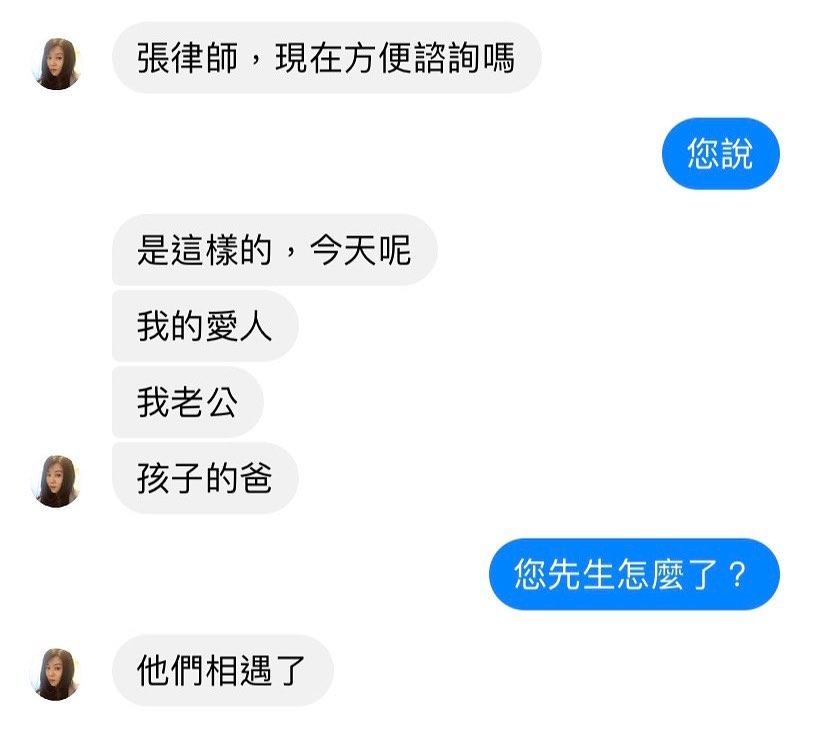 張律師，現在方便諮詢嗎
您說
是這樣的，今天呢
我的愛人
我老公
孩子的爸
您先生怎麼了？
他們相遇了